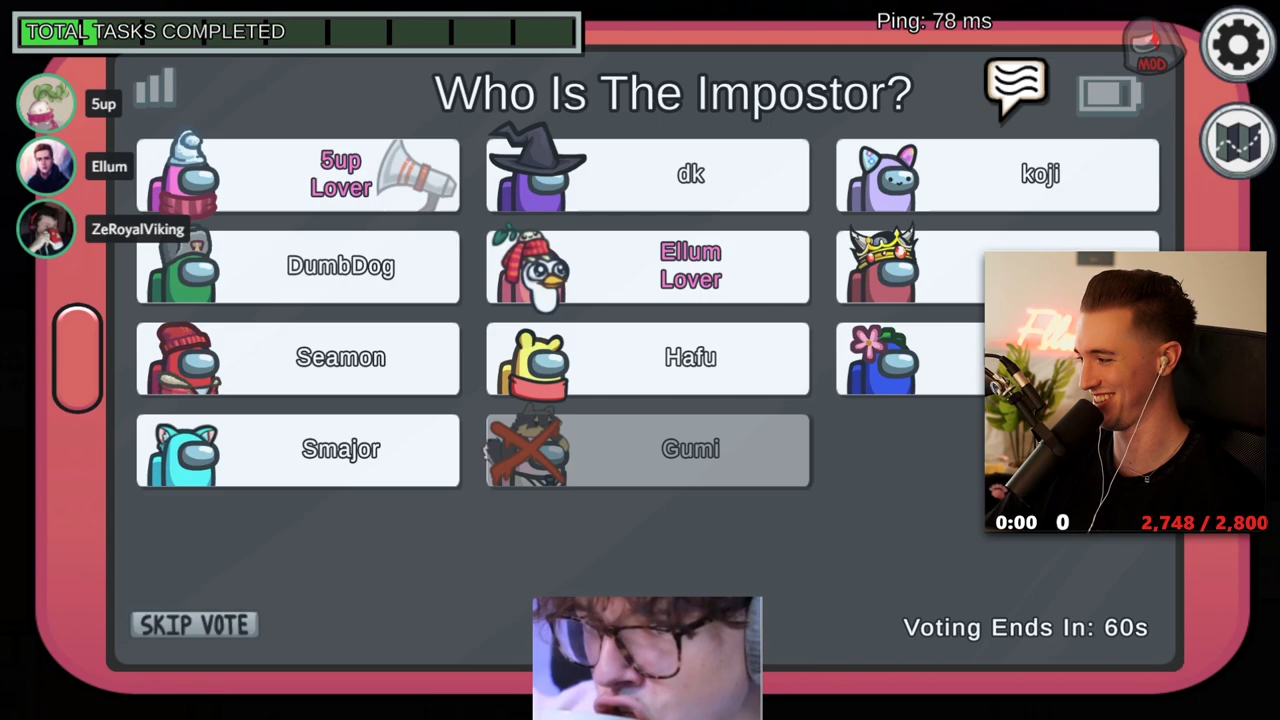 TOTAL TASKS COMPLETED
Ping: 78 ms
MOD
5up
Ellum
ZeRoyalViking
Who Is The Impostor?
5up
Lover
dk
koji
DumbDog
Ellum
Lover
Seamon
Hafu
Smajor
Gumi
0:00 0 2,748 / 2,800
SKIP VOTE
Voting Ends In: 60s